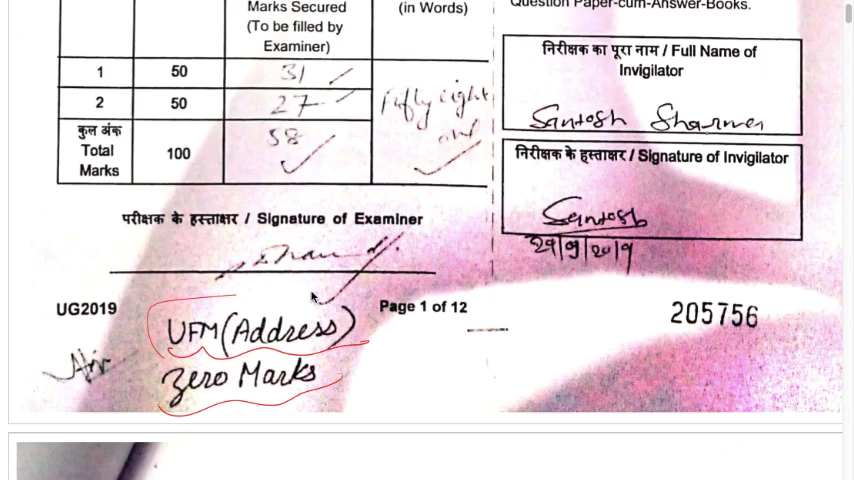 Question Paper-cum-Answer-Books.
Marks Secured
(To be filled by
Examiner)
(in Words)
1 50 31
2 50 27
कुल अंक
Total
Marks
100 58
Fifty eight
only
निरीक्षक का पूरा नाम / Full Name of
Invigilator
Santosh Sharma
निरीक्षक के हस्ताक्षर / Signature of Invigilator
Santosh
29/9/2019
परीक्षक के हस्ताक्षर / Signature of Examiner
UG2019
Page 1 of 12
205756
UFM (Address)
Zero Marks